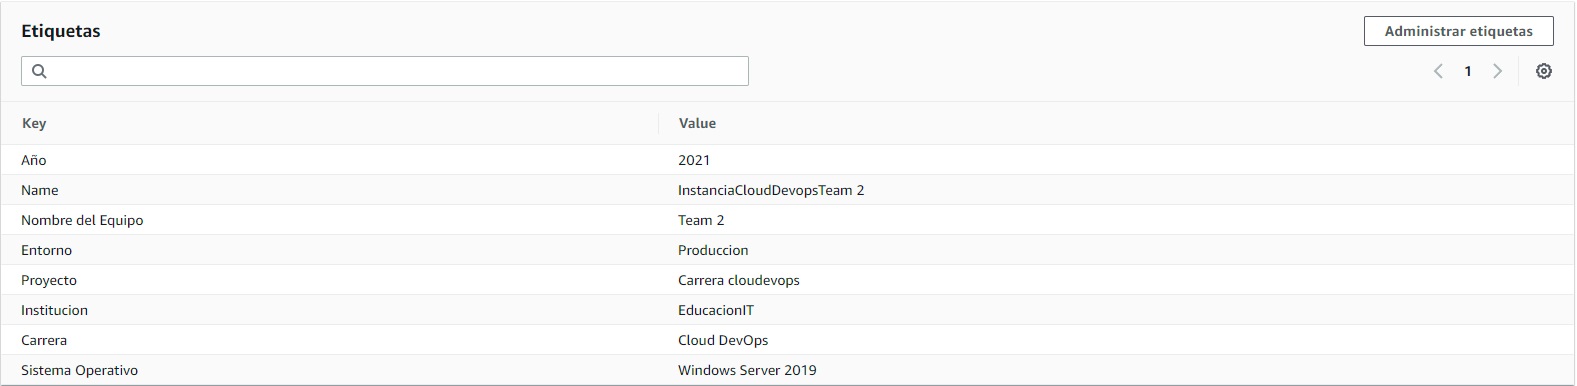 Etiquetas
Administrar etiquetas
1
Key Value
Año 2021
Name InstanciaCloudDevopsTeam 2
Nombre del Equipo Team 2
Entorno Produccion
Proyecto Carrera cloudevops
Institucion EducacionIT
Carrera Cloud DevOps
Sistema Operativo Windows Server 2019